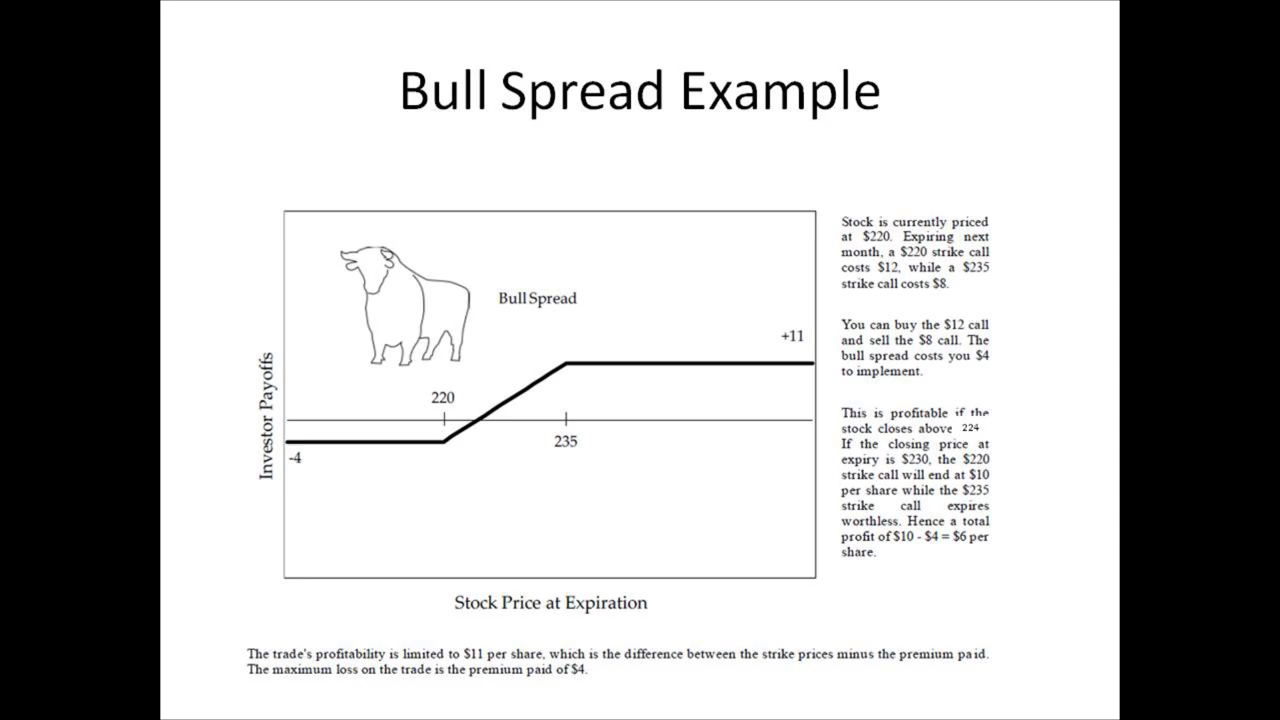 Bull Spread Example
Bull Spread
+11
220
235
-4
Investor Payoffs
Stock Price at Expiration
Stock is currently priced
at $220. Expiring next
month, a $220 strike call
costs $12, while a $235
strike call costs $8.
You can buy the $12 call
and sell the $8 call. The
bull spread costs you $4
to implement.
This is profitable if the
stock closes above 224
If the closing price at
expiry is $230, the $220
strike call will end at $10
per share while the $235
strike call expires
worthless. Hence a total
profit of $10 - $4 = $6 per
share.
The trade's profitability is limited to $11 per share, which is the difference between the strike prices minus the premium paid.
The maximum loss on the trade is the premium paid of $4.